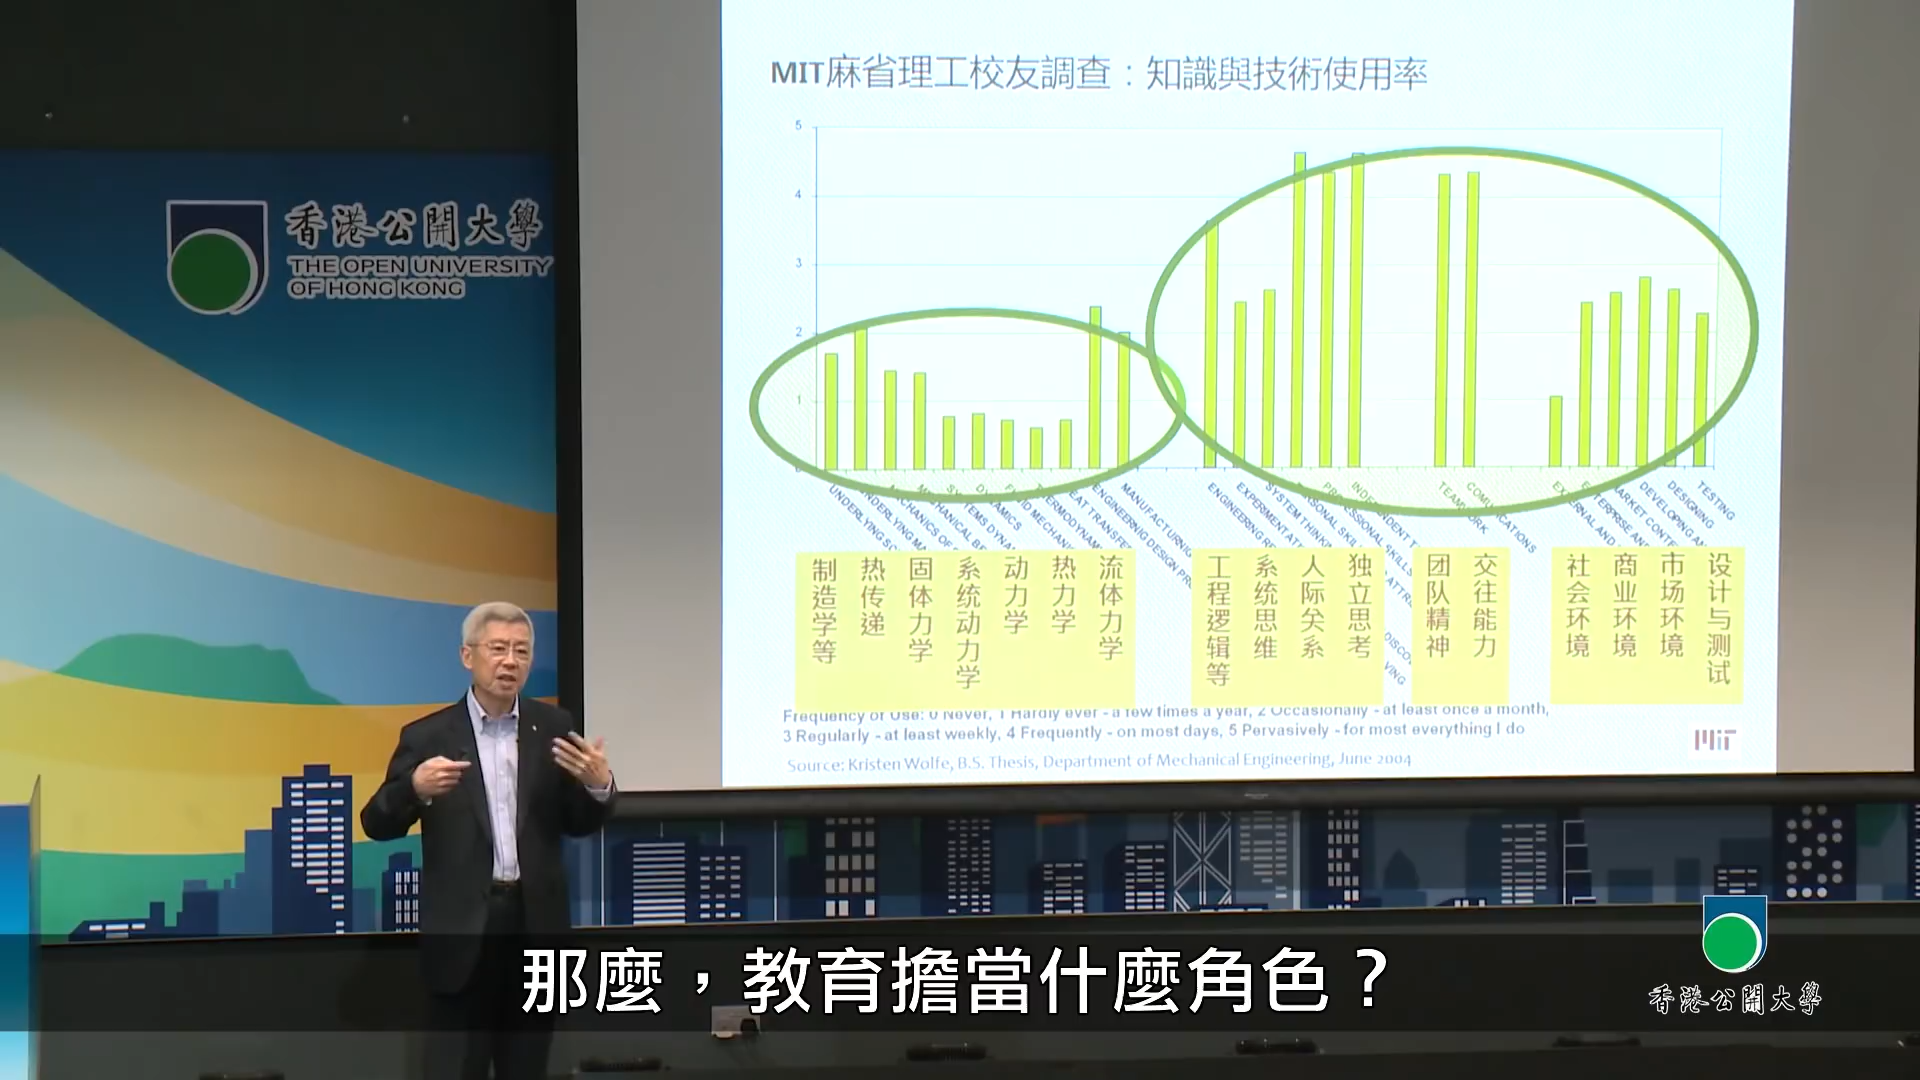 MIT麻省理工校友調查：知識與技術使用率
5
4
3
2
1
香港公開大學
THE OPEN UNIVERSITY
OF HONG KONG
DYNAMICS
ENGINEERING DESIGN PR
MANUFACTURING
TEAMWORK
DESIGNING
TESTING
制造学等
热传递
固体力学
系统动力学
动力学
热力学
流体力学
工程逻辑等
系统思维
人际关系
独立思考
团队精神
交往能力
社会环境
商业环境
市场环境
设计与测试
Frequency of Use: 0 Never, 1 Hardly ever - a few times a year, 2 Occasionally - at least once a month,
3 Regularly - at least weekly, 4 Frequently - on most days, 5 Pervasively - for most everything I do
Source: Kristen Wolfe, B.S. Thesis, Department of Mechanical Engineering, June 2004
MIT
那麼，教育擔當什麼角色？
香港公開大學